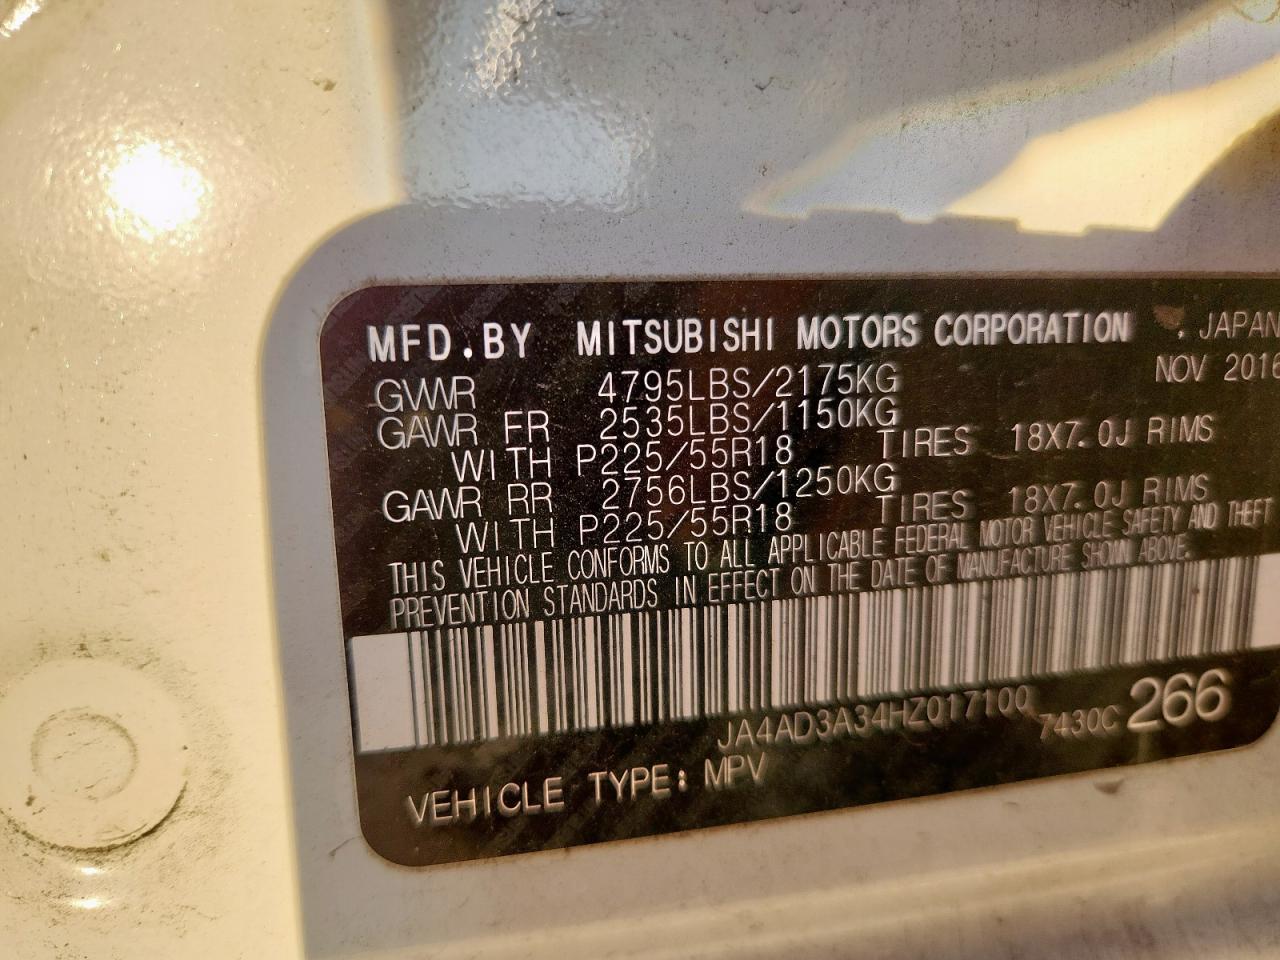 MFD.BY MITSUBISHI MOTORS CORPORATION , JAPAN
NOV 2016
GVWR 4795LBS/2175KG
GAWR FR 2535LBS/1150KG
WITH P225/55R18 TIRES 18X7.0J RIMS
GAWR RR 2756LBS/1250KG
WITH P225/55R18 TIRES 18X7.0J RIMS
THIS VEHICLE CONFORMS TO ALL APPLICABLE FEDERAL MOTOR VEHICLE SAFETY AND THEFT
PREVENTION STANDARDS IN EFFECT ON THE DATE OF MANUFACTURE SHOWN ABOVE.
JA4AD3A34HZ017100 7430C 266
VEHICLE TYPE: MPV